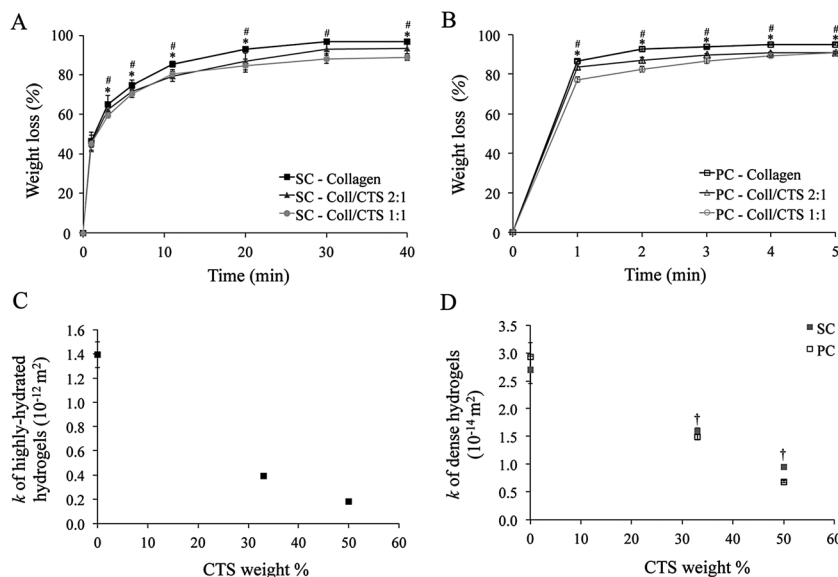 A
Weight loss (%)
100
80
60
40
20
0
# # # # # # #
* * * * * *
SC - Collagen
SC - Coll/CTS 2:1
SC - Coll/CTS 1:1
0 10 20 30 40
Time (min)
B
Weight loss (%)
100
80
60
40
20
0
# # # # #
* * * * *
PC - Collagen
PC - Coll/CTS 2:1
PC - Coll/CTS 1:1
0 1 2 3 4 5
Time (min)
C
k of highly-hydrated
hydrogels (10-12 m2)
1.6
1.4
1.2
1.0
0.8
0.6
0.4
0.2
0.0
0 10 20 30 40 50 60
CTS weight %
D
k of dense hydrogels
(10-14 m2)
3.5
3.0
2.5
2.0
1.5
1.0
0.5
0.0
† †
SC
PC
0 10 20 30 40 50 60
CTS weight %